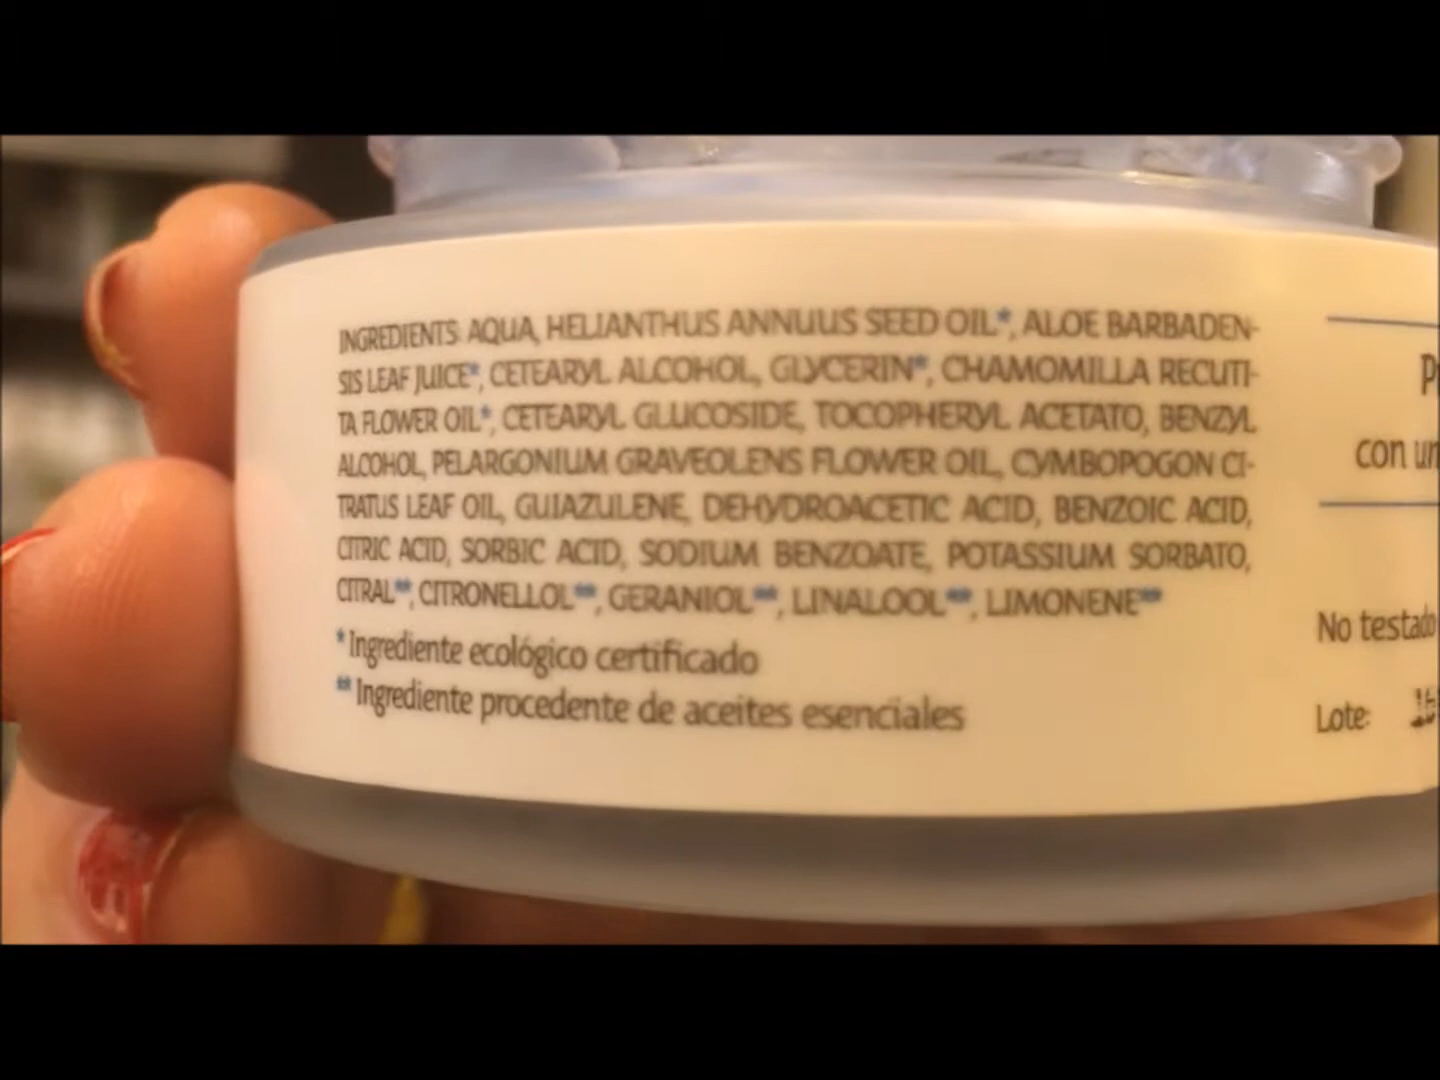 INGREDIENTS: AQUA, HELIANTHUS ANNUUS SEED OIL*, ALOE BARBADEN-
SIS LEAF JUICE*, CETEARYL ALCOHOL, GLYCERIN*, CHAMOMILLA RECUTI-
TA FLOWER OIL*, CETEARYL GLUCOSIDE, TOCOPHERYL ACETATO, BENZYL
ALCOHOL, PELARGONIUM GRAVEOLENS FLOWER OIL, CYMBOPOGON CI-
TRATUS LEAF OIL, GUIAZULENE, DEHYDROACETIC ACID, BENZOIC ACID,
CITRIC ACID, SORBIC ACID, SODIUM BENZOATE, POTASSIUM SORBATO,
CITRAL**, CITRONELLOL**, GERANIOL**, LINALOOL**, LIMONENE**
* Ingrediente ecológico certificado
** Ingrediente procedente de aceites esenciales
con un
No testado
Lote: